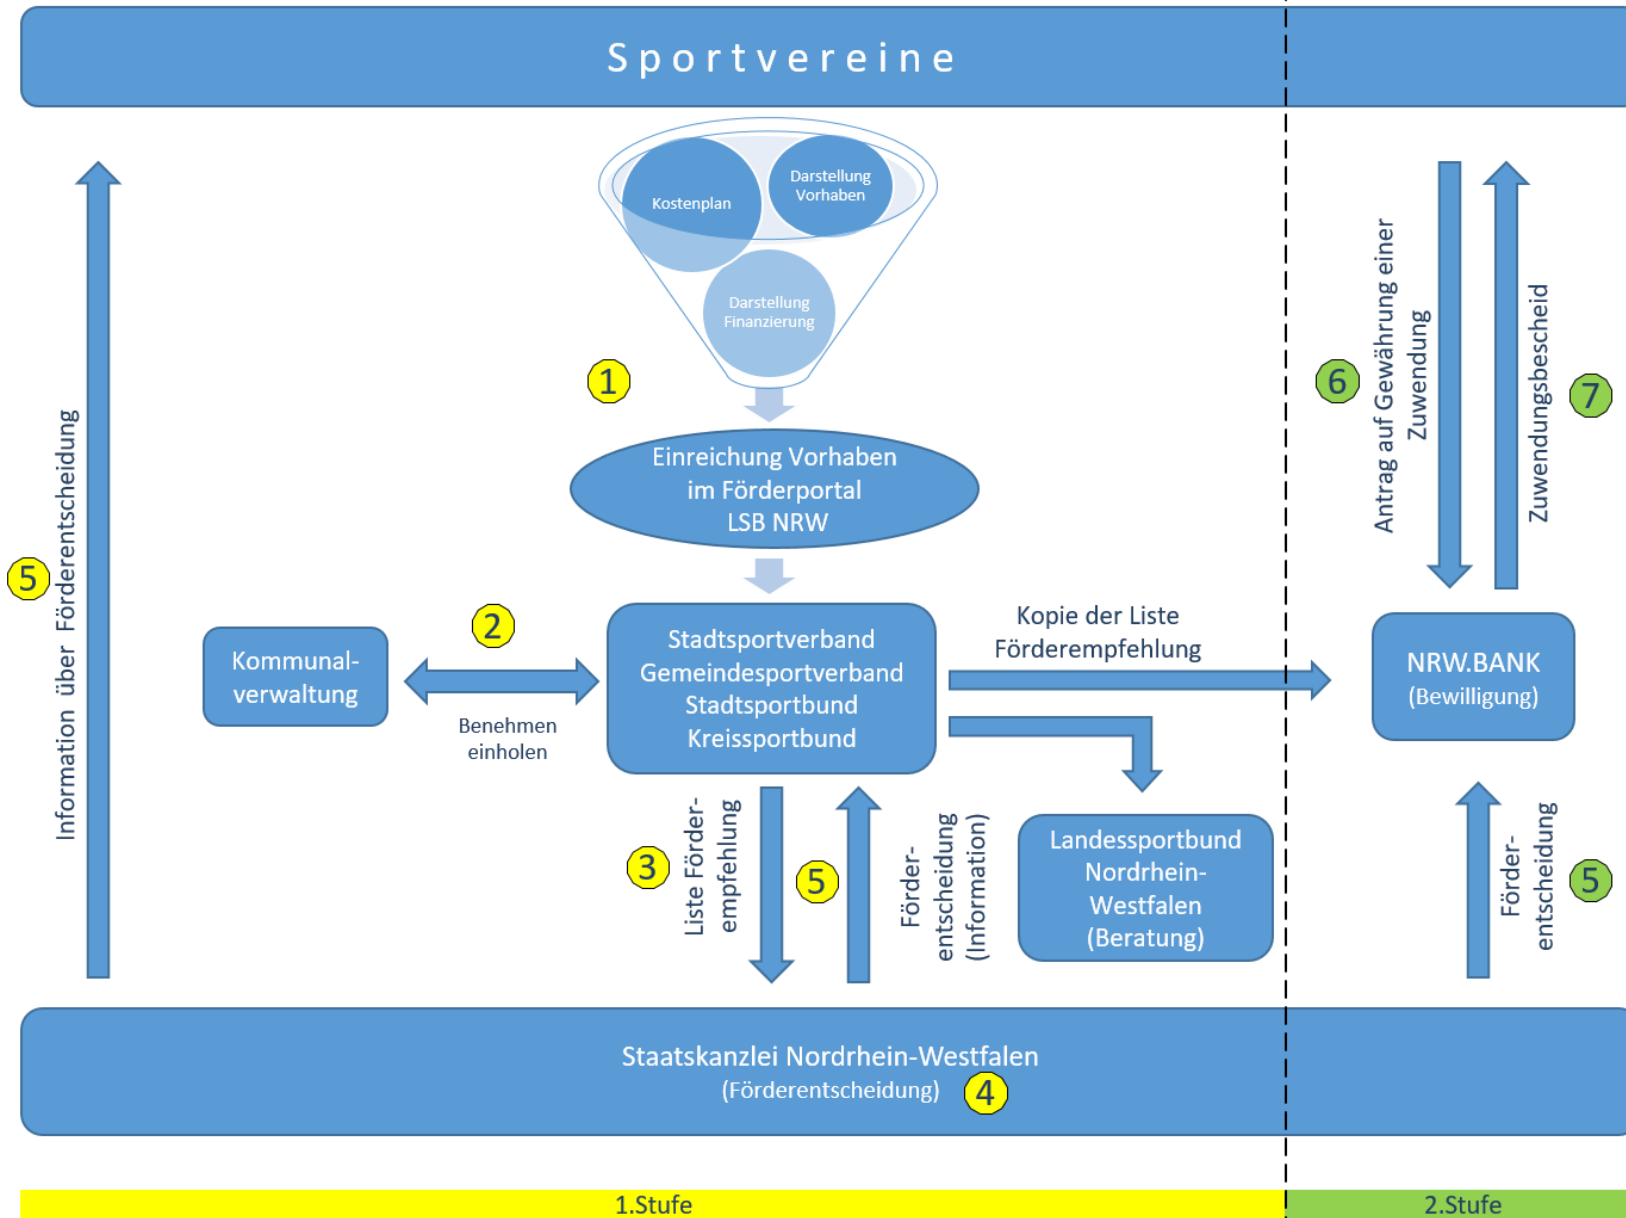 Sportvereine
Kostenplan
Darstellung
Vorhaben
Darstellung
Finanzierung
1
Einreichung Vorhaben
im Förderportal
LSB NRW
5
Information über Förderentscheidung
Kommunal-
verwaltung
2
Benehmen
einholen
Stadtsportverband
Gemeindesportverband
Stadtsportbund
Kreissportbund
Kopie der Liste
Förderempfehlung
3
Liste Förder-
empfehlung
5
Förder-
entscheidung
(Information)
Landessportbund
Nordrhein-
Westfalen
(Beratung)
6
Antrag auf Gewährung einer
Zuwendung
Zuwendungsbescheid
7
NRW.BANK
(Bewilligung)
Förder-
entscheidung
5
Staatskanzlei Nordrhein-Westfalen
(Förderentscheidung)
4
1.Stufe
2.Stufe